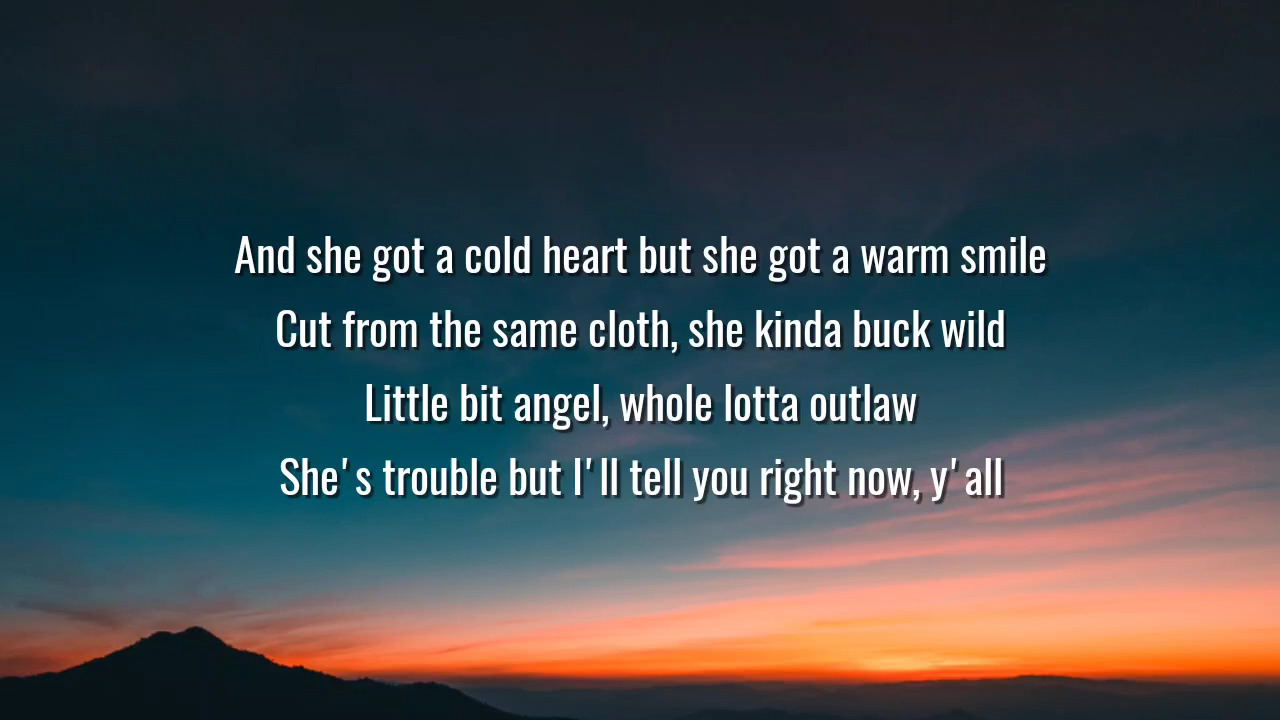 And she got a cold heart but she got a warm smile
Cut from the same cloth, she kinda buck wild
Little bit angel, whole lotta outlaw
She's trouble but I'll tell you right now, y'all